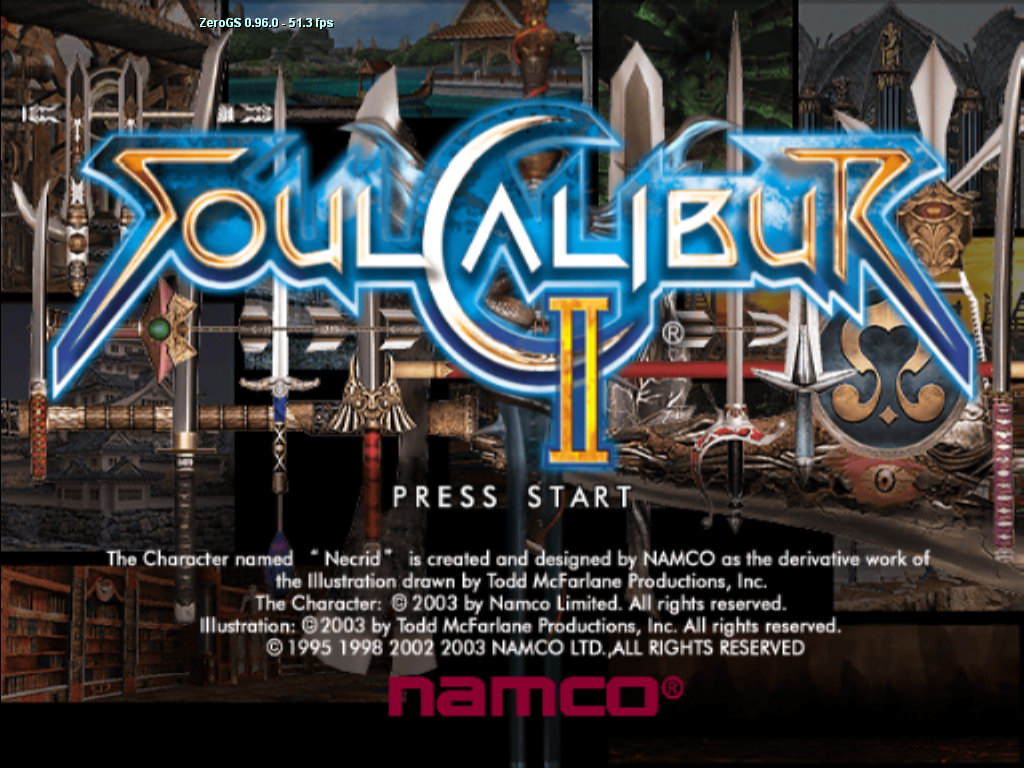 ZeroGS 0.96.0 - 51.3 fps
SOULCALIBUR
II
®
PRESS START
The Character named “Necrid” is created and designed by NAMCO as the derivative work of
the Illustration drawn by Todd McFarlane Productions, Inc.
The Character: © 2003 by Namco Limited. All rights reserved.
Illustration: © 2003 by Todd McFarlane Productions, Inc. All rights reserved.
© 1995 1998 2002 2003 NAMCO LTD.,ALL RIGHTS RESERVED
namco®